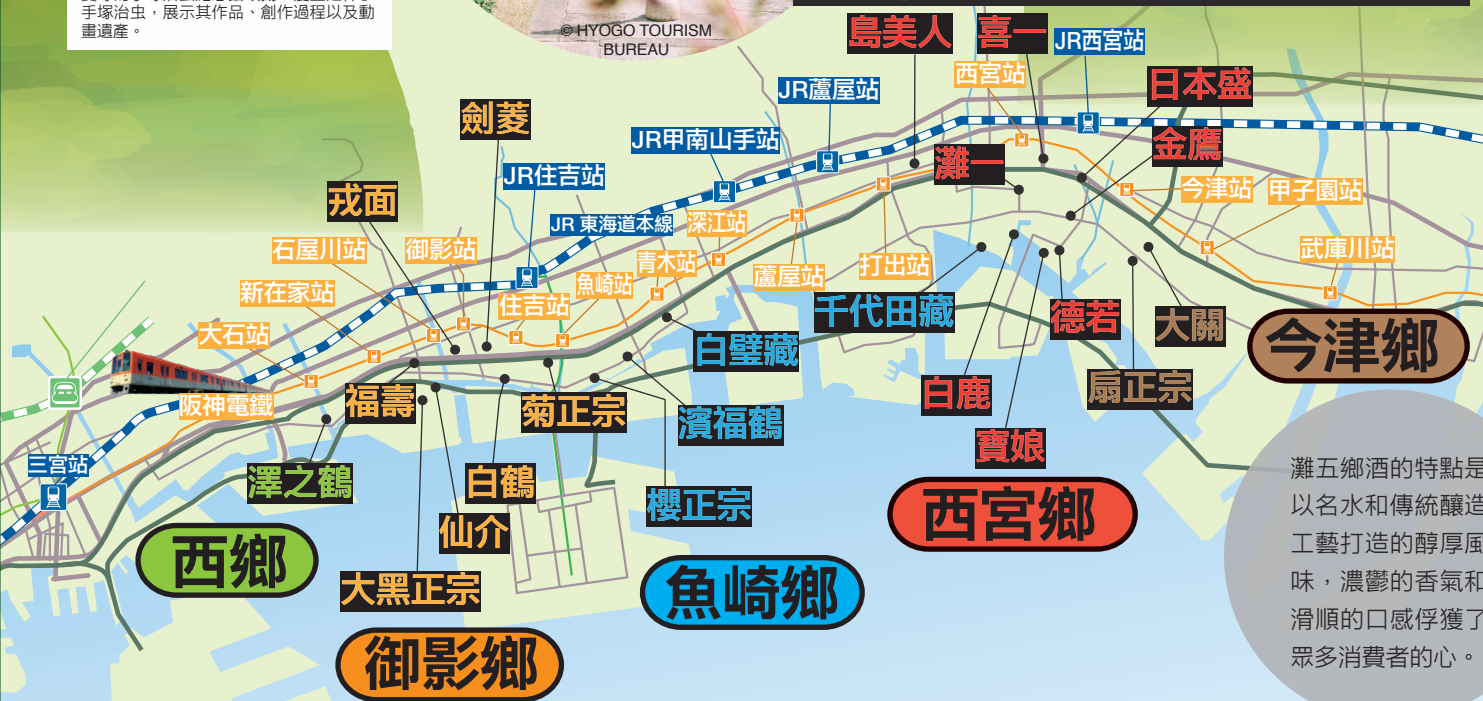 手塚治虫，展示其作品、創作過程以及動
畫遺產。
© HYOGO TOURISM
BUREAU
島美人
喜一
JR西宮站
西宮站
日本盛
JR蘆屋站
劍菱
JR甲南山手站
灘一
金鷹
JR住吉站
今津站
甲子園站
戎面
JR 東海道本線
深江站
石屋川站
御影站
武庫川站
青木站
蘆屋站
打出站
新在家站
魚崎站
住吉站
千代田藏
德若
大關
大石站
白壁藏
今津鄉
阪神電鐵
福壽
菊正宗
濱福鶴
白鹿
扇正宗
寶娘
三宮站
澤之鶴
白鶴
櫻正宗
仙介
西宮鄉
西鄉
大黑正宗
魚崎鄉
御影鄉
灘五鄉酒的特點是
以名水和傳統釀造
工藝打造的醇厚風
味，濃鬱的香氣和
滑順的口感俘獲了
眾多消費者的心。